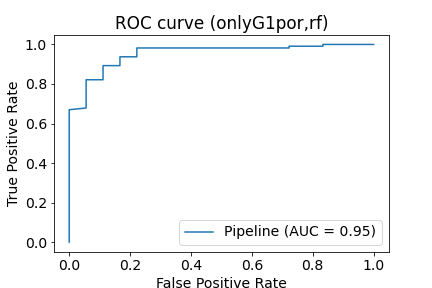 ROC curve (onlyG1por,rf)
True Positive Rate
1.0
0.8
0.6
0.4
0.2
0.0
Pipeline (AUC = 0.95)
0.0 0.2 0.4 0.6 0.8 1.0
False Positive Rate